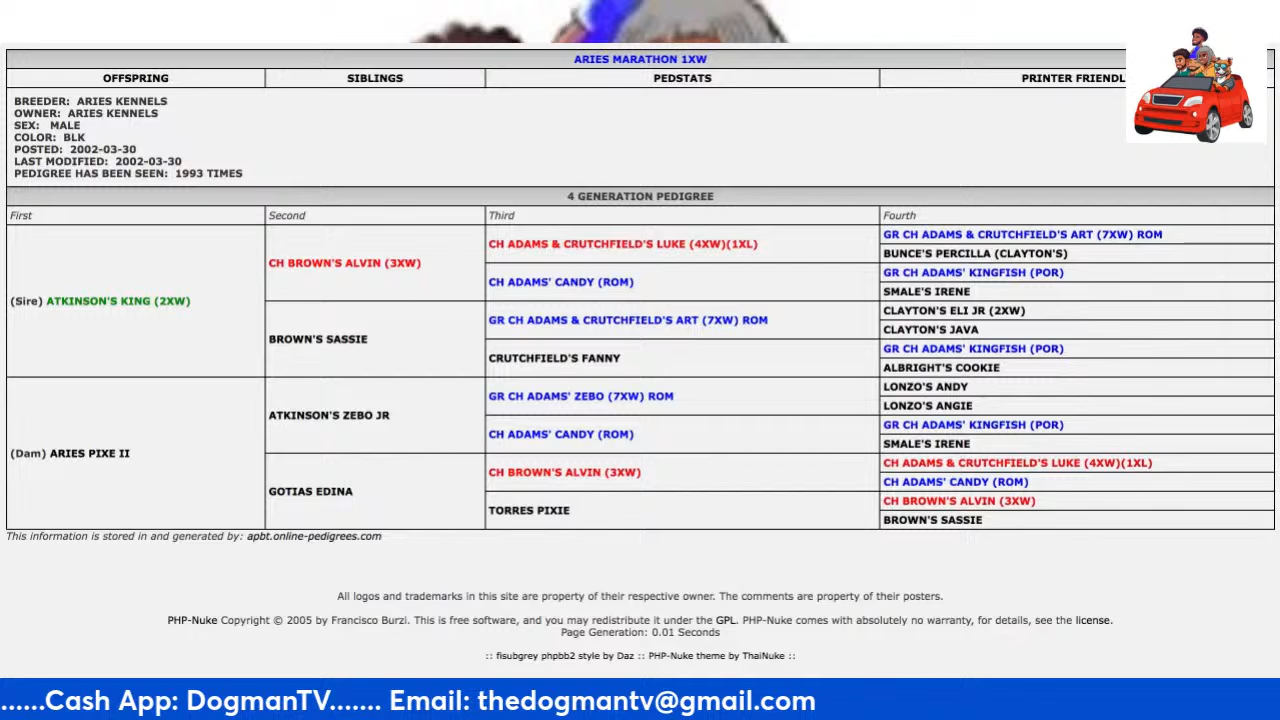 ARIES MARATHON 1XW
OFFSPRING SIBLINGS PEDSTATS PRINTER FRIENDL
BREEDER: ARIES KENNELS
OWNER: ARIES KENNELS
SEX: MALE
COLOR: BLK
POSTED: 2002-03-30
LAST MODIFIED: 2002-03-30
PEDIGREE HAS BEEN SEEN: 1993 TIMES
4 GENERATION PEDIGREE
First Second Third Fourth
(Sire) ATKINSON'S KING (2XW)
CH BROWN'S ALVIN (3XW)
CH ADAMS & CRUTCHFIELD'S LUKE (4XW)(1XL)
GR CH ADAMS & CRUTCHFIELD'S ART (7XW) ROM
BUNCE'S PERCILLA (CLAYTON'S)
CH ADAMS' CANDY (ROM)
GR CH ADAMS' KINGFISH (POR)
SMALE'S IRENE
BROWN'S SASSIE
GR CH ADAMS & CRUTCHFIELD'S ART (7XW) ROM
CLAYTON'S ELI JR (2XW)
CLAYTON'S JAVA
CRUTCHFIELD'S FANNY
GR CH ADAMS' KINGFISH (POR)
ALBRIGHT'S COOKIE
(Dam) ARIES PIXE II
ATKINSON'S ZEBO JR
GR CH ADAMS' ZEBO (7XW) ROM
LONZO'S ANDY
LONZO'S ANGIE
CH ADAMS' CANDY (ROM)
GR CH ADAMS' KINGFISH (POR)
SMALE'S IRENE
GOTIAS EDINA
CH BROWN'S ALVIN (3XW)
CH ADAMS & CRUTCHFIELD'S LUKE (4XW)(1XL)
CH ADAMS' CANDY (ROM)
TORRES PIXIE
CH BROWN'S ALVIN (3XW)
BROWN'S SASSIE
This information is stored in and generated by: apbt.online-pedigrees.com
All logos and trademarks in this site are property of their respective owner. The comments are property of their posters.
PHP-Nuke Copyright © 2005 by Francisco Burzi. This is free software, and you may redistribute it under the GPL. PHP-Nuke comes with absolutely no warranty, for details, see the license.
Page Generation: 0.01 Seconds
:: fisubgrey phpbb2 style by Daz :: PHP-Nuke theme by ThaiNuke ::
......Cash App: DogmanTV....... Email: thedogmantv@gmail.com